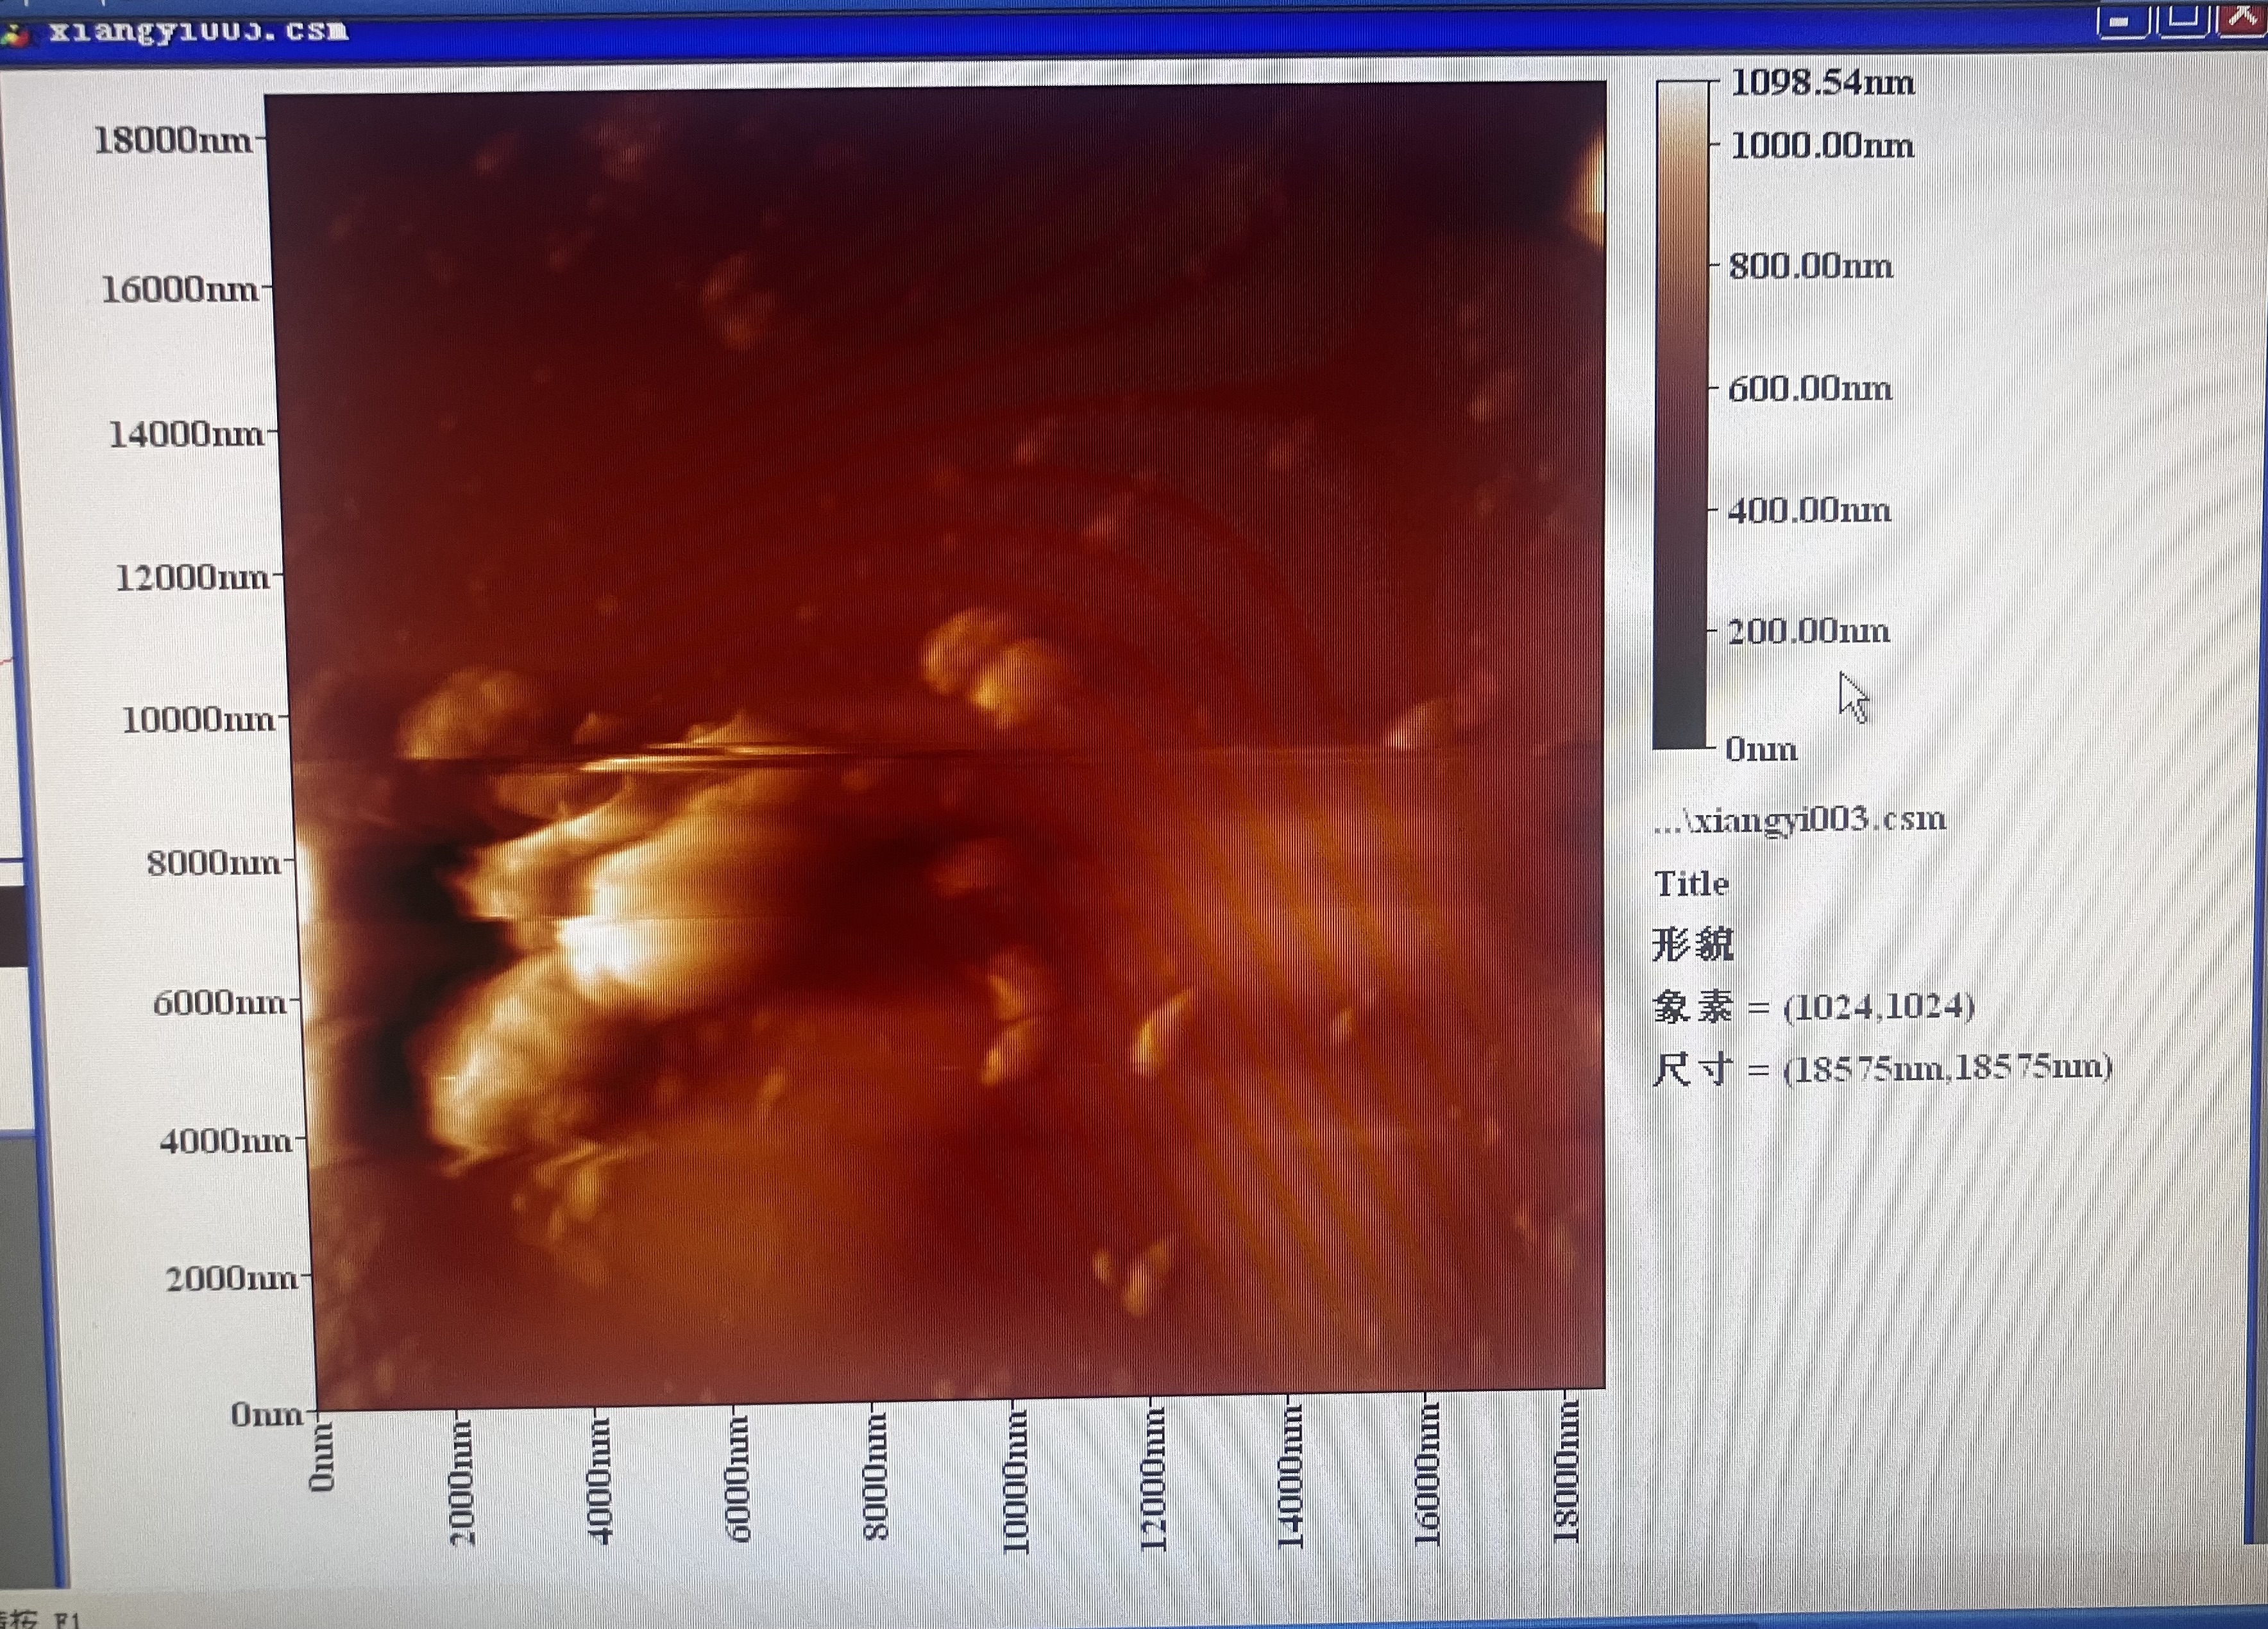 xiangyi003.csm
18000nm
16000nm
14000nm
12000nm
10000nm
8000nm
6000nm
4000nm
2000nm
0nm
0nm
2000nm
4000nm
6000nm
8000nm
10000nm
12000nm
14000nm
16000nm
18000nm
1098.54nm
1000.00nm
800.00nm
600.00nm
400.00nm
200.00nm
0nm
...\xiangyi003.csm
Title
形貌
象素 = (1024,1024)
尺寸 = (18575nm,18575nm)
按 F1